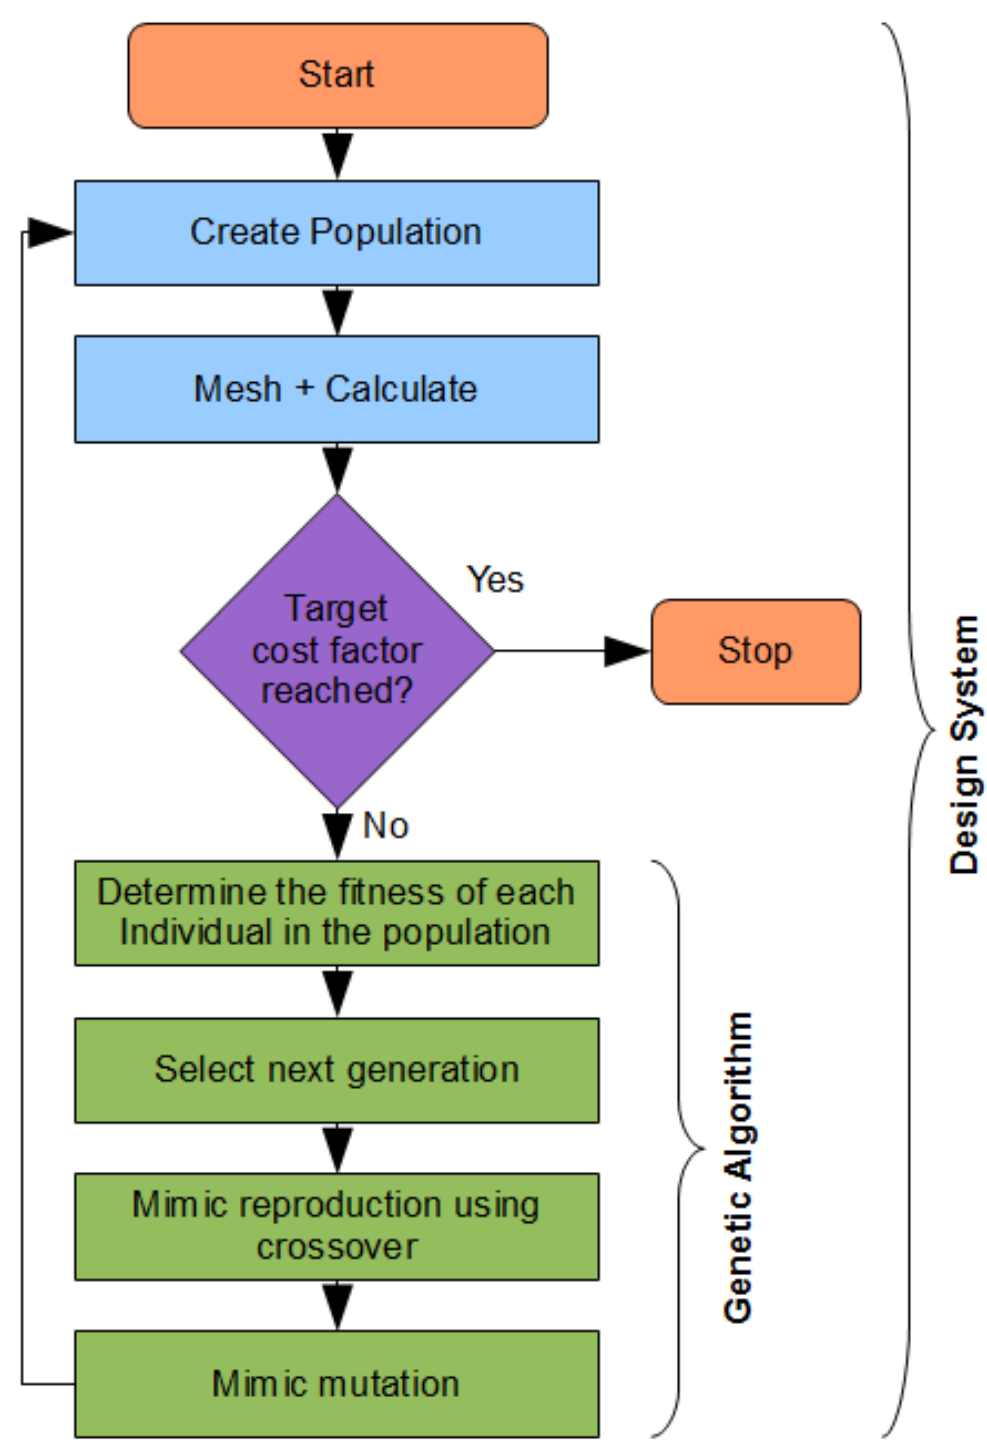 Start
Create Population
Mesh + Calculate
Target
cost factor
reached?
Yes
Stop
No
Determine the fitness of each
Individual in the population
Select next generation
Mimic reproduction using
crossover
Mimic mutation
Genetic Algorithm
Design System